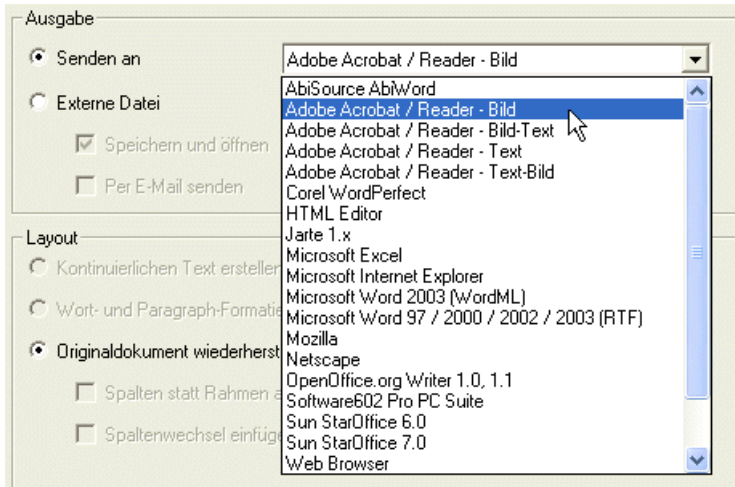 Ausgabe
Senden an
Adobe Acrobat / Reader - Bild
Externe Datei
Speichern und öffnen
Per E-Mail senden
AbiSource AbiWord
Adobe Acrobat / Reader - Bild
Adobe Acrobat / Reader - Bild-Text
Adobe Acrobat / Reader - Text
Adobe Acrobat / Reader - Text-Bild
Corel WordPerfect
HTML Editor
Jarte 1.x
Microsoft Excel
Microsoft Internet Explorer
Microsoft Word 2003 (WordML)
Microsoft Word 97 / 2000 / 2002 / 2003 (RTF)
Mozilla
Netscape
OpenOffice.org Writer 1.0, 1.1
Software602 Pro PC Suite
Sun StarOffice 6.0
Sun StarOffice 7.0
Web Browser
Layout
Kontinuierlichen Text erstellen
Wort- und Paragraph-Formatie
Originaldokument wiederherst
Spalten statt Rahmen a
Spaltenwechsel einfüge